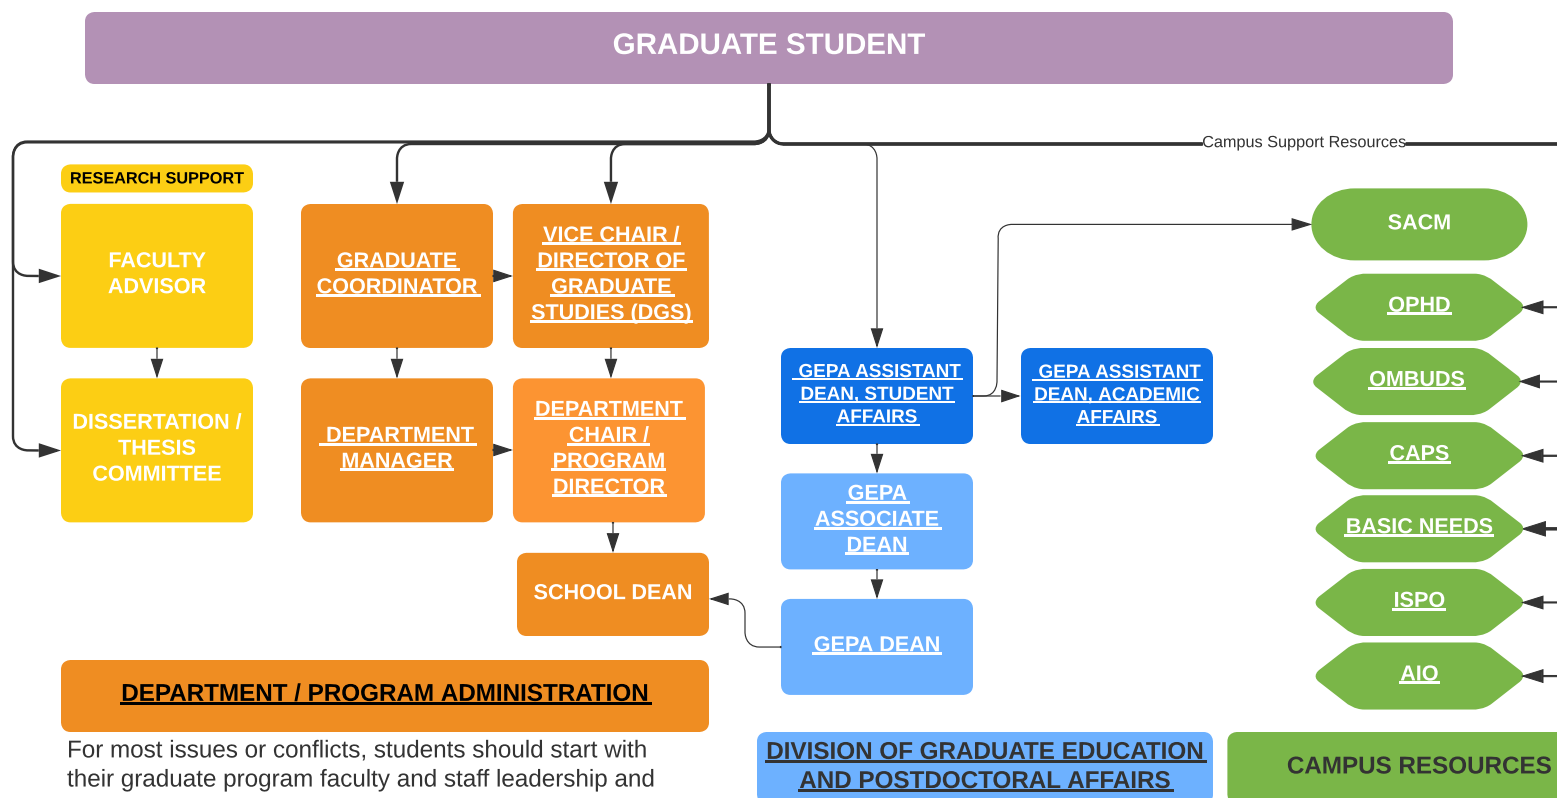 GRADUATE STUDENT
Campus Support Resources
RESEARCH SUPPORT
FACULTY
ADVISOR
DISSERTATION /
THESIS
COMMITTEE
GRADUATE
COORDINATOR
VICE CHAIR /
DIRECTOR OF
GRADUATE
STUDIES (DGS)
DEPARTMENT
MANAGER
DEPARTMENT
CHAIR /
PROGRAM
DIRECTOR
SCHOOL DEAN
GEPA ASSISTANT
DEAN, STUDENT
AFFAIRS
GEPA ASSISTANT
DEAN, ACADEMIC
AFFAIRS
GEPA
ASSOCIATE
DEAN
GEPA DEAN
SACM
OPHD
OMBUDS
CAPS
BASIC NEEDS
ISPO
AIO
DEPARTMENT / PROGRAM ADMINISTRATION
For most issues or conflicts, students should start with
their graduate program faculty and staff leadership and
DIVISION OF GRADUATE EDUCATION
AND POSTDOCTORAL AFFAIRS
CAMPUS RESOURCES